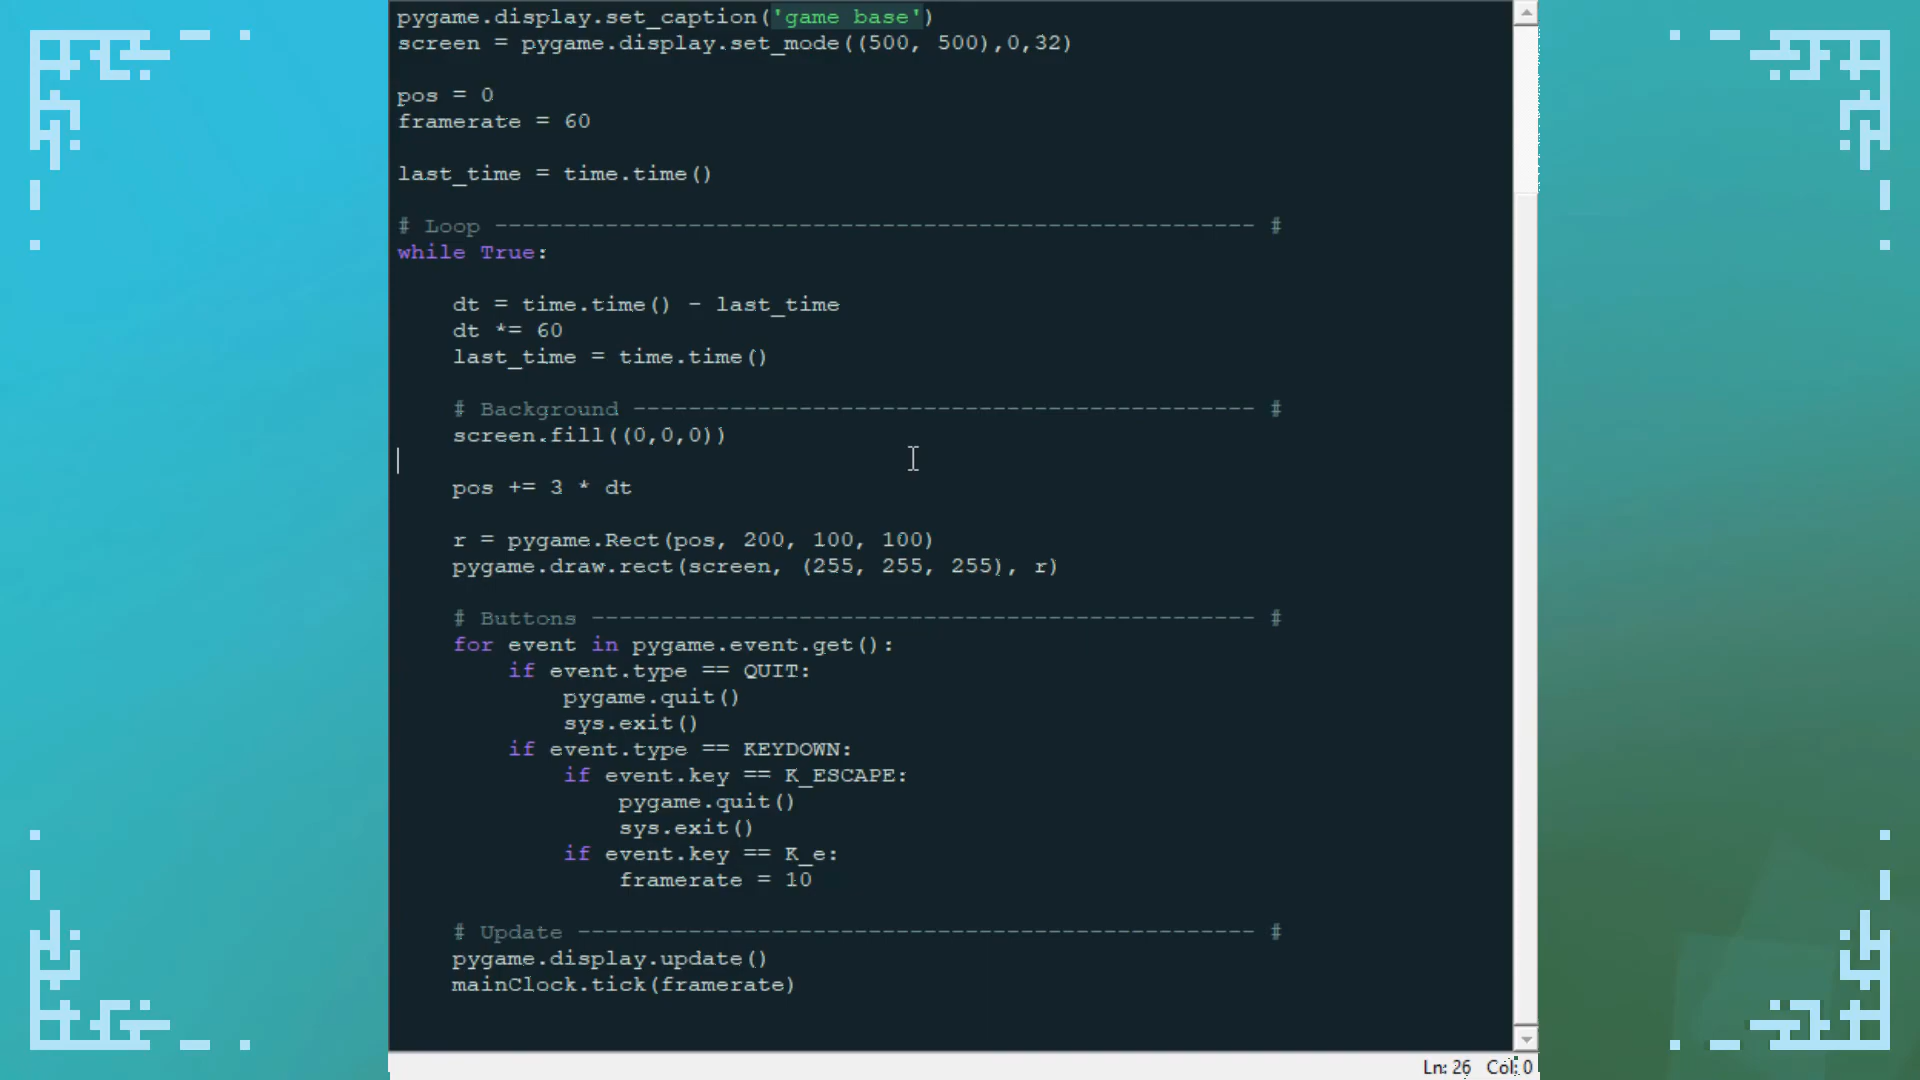 pygame.display.set_caption('game base')
screen = pygame.display.set_mode((500, 500),0,32)
pos = 0
framerate = 60
last_time = time.time()
# Loop ------------------------------------------------------- #
while True:
dt = time.time() - last_time
dt *= 60
last_time = time.time()
# Background --------------------------------------------- #
screen.fill((0,0,0))
pos += 3 * dt
r = pygame.Rect(pos, 200, 100, 100)
pygame.draw.rect(screen, (255, 255, 255), r)
# Buttons ------------------------------------------------ #
for event in pygame.event.get():
if event.type == QUIT:
pygame.quit()
sys.exit()
if event.type == KEYDOWN:
if event.key == K_ESCAPE:
pygame.quit()
sys.exit()
if event.key == K_e:
framerate = 10
# Update ------------------------------------------------- #
pygame.display.update()
mainClock.tick(framerate)
Ln: 26 Col: 0